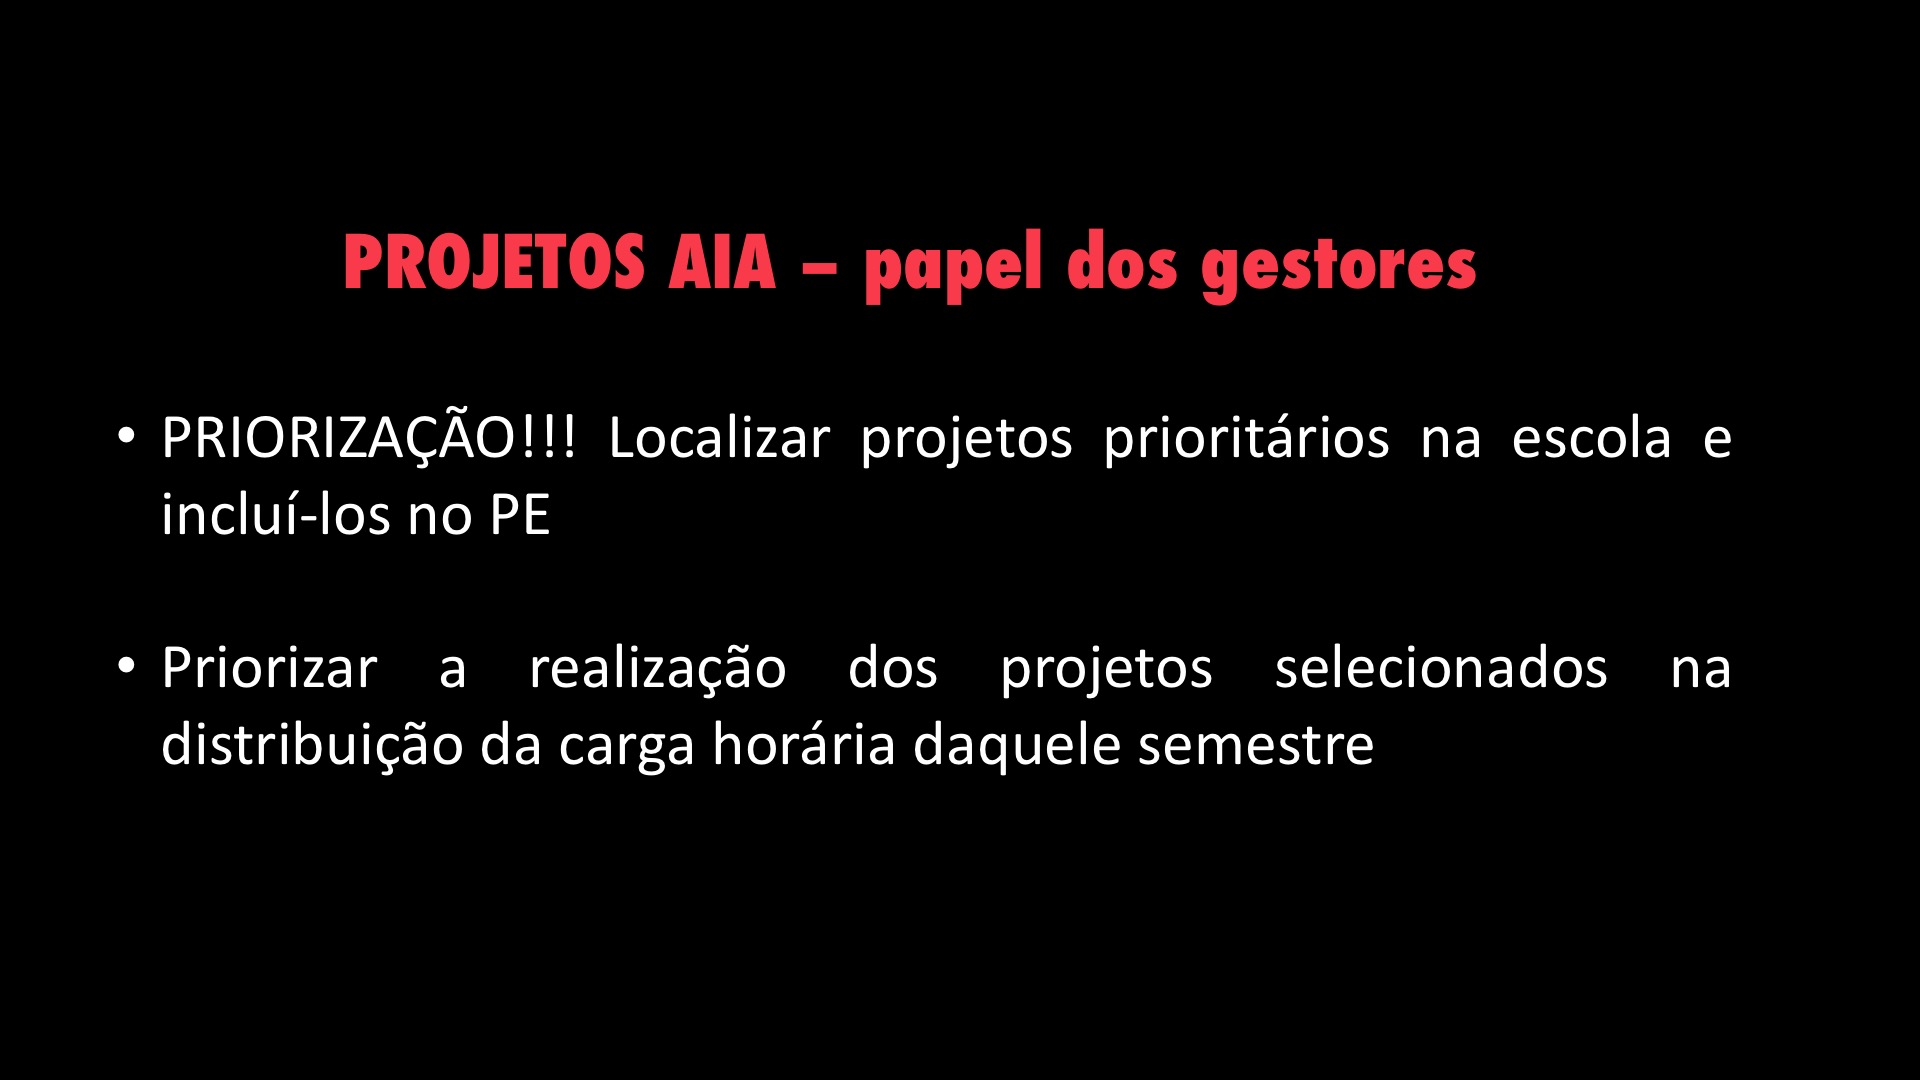 PROJETOS AIA – papel dos gestores
• PRIORIZAÇÃO!!! Localizar projetos prioritários na escola e
incluí-los no PE
• Priorizar a realização dos projetos selecionados na
distribuição da carga horária daquele semestre